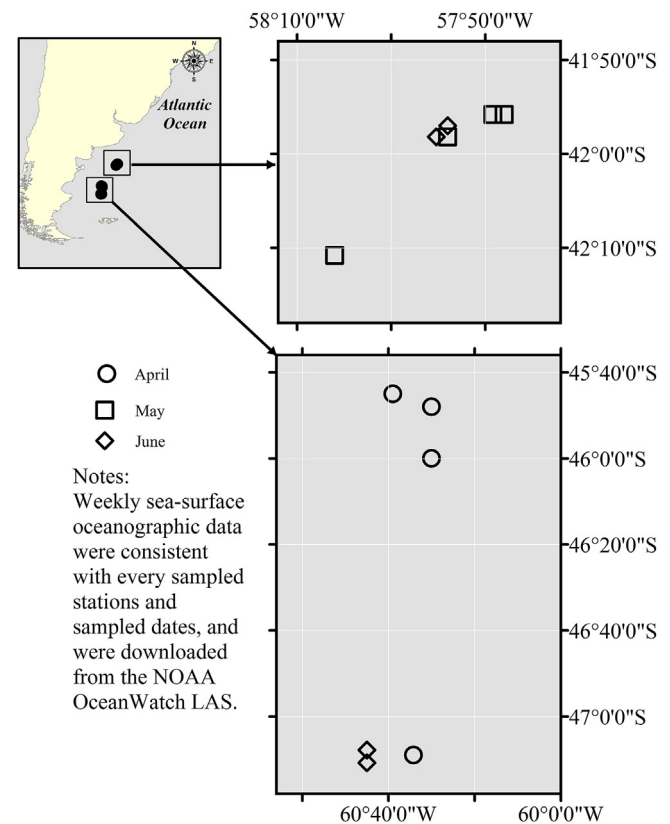 58°10'0"W 57°50'0"W
N
W E
S
Atlantic
Ocean
41°50'0"S
42°0'0"S
42°10'0"S
April
May
June
Notes:
Weekly sea-surface
oceanographic data
were consistent
with every sampled
stations and
sampled dates, and
were downloaded
from the NOAA
OceanWatch LAS.
45°40'0"S
46°0'0"S
46°20'0"S
46°40'0"S
47°0'0"S
60°40'0"W 60°0'0"W